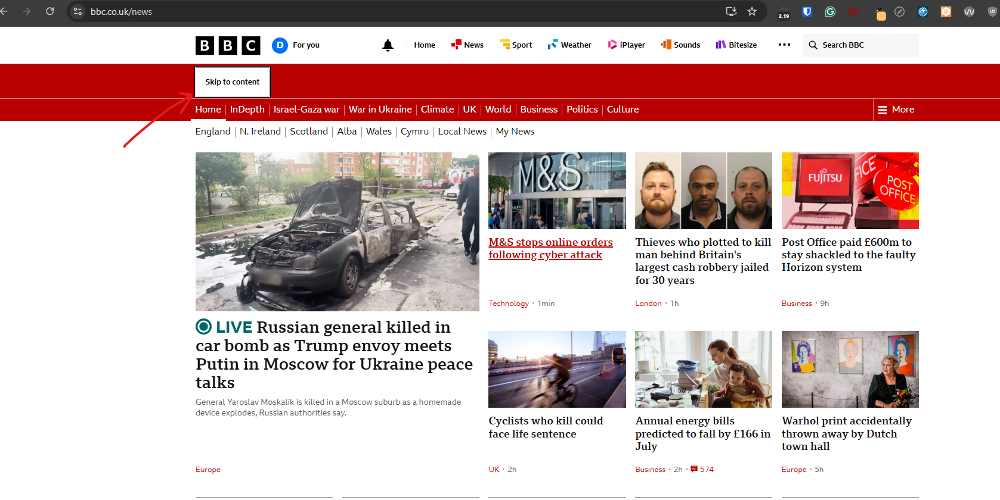 bbc.co.uk/news
2.19
BBC
D For you
Home
News
Sport
Weather
iPlayer
Sounds
Bitesize
Search BBC
Skip to content
Home
InDepth
Israel-Gaza war
War in Ukraine
Climate
UK
World
Business
Politics
Culture
More
England
N. Ireland
Scotland
Alba
Wales
Cymru
Local News
My News
LIVE Russian general killed in
car bomb as Trump envoy meets
Putin in Moscow for Ukraine peace
talks
General Yaroslav Moskalik is killed in a Moscow suburb as a homemade
device explodes, Russian authorities say.
Europe
M&S
M&S
M&S stops online orders
following cyber attack
Technology · 1min
Thieves who plotted to kill
man behind Britain's
largest cash robbery jailed
for 30 years
London · 1h
FUJITSU
OFFICE
POST
OFFICE
Post Office paid £600m to
stay shackled to the faulty
Horizon system
Business · 9h
Cyclists who kill could
face life sentence
UK · 2h
Annual energy bills
predicted to fall by £166 in
July
Business · 2h · 574
Warhol print accidentally
thrown away by Dutch
town hall
Europe · 5h